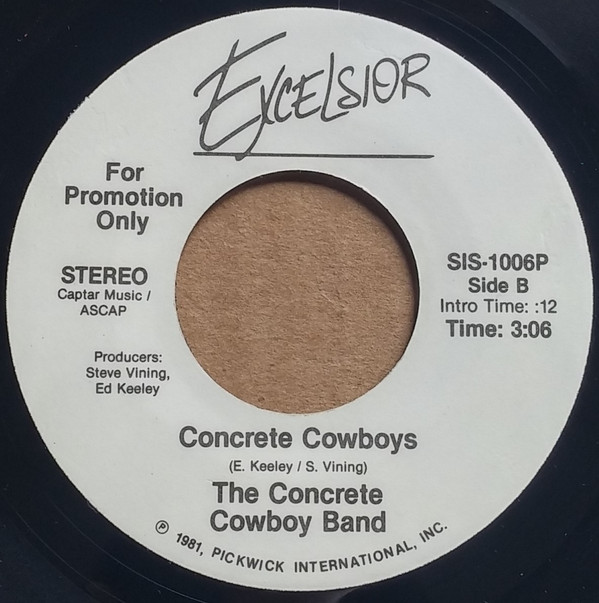 EXCELSIOR
For
Promotion
Only
STEREO
Captar Music /
ASCAP
Producers:
Steve Vining,
Ed Keeley
SIS-1006P
Side B
Intro Time: :12
Time: 3:06
Concrete Cowboys
(E. Keeley / S. Vining)
The Concrete
Cowboy Band
℗ 1981, PICKWICK INTERNATIONAL, INC.